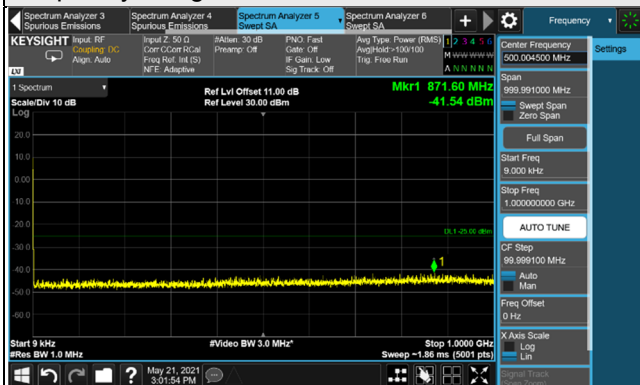 Spectrum Analyzer 3
Spurious Emissions
Spectrum Analyzer 4
Spurious Emissions
Spectrum Analyzer 5
Swept SA
Spectrum Analyzer 6
Swept SA
Frequency
KEYSIGHT
Input: RF
Coupling: DC
Align: Auto
Input Z: 50 Ω
Corr CCorr RCal
Freq Ref: Int (S)
NFE: Adaptive
#Atten: 30 dB
Preamp: Off
PNO: Fast
Gate: Off
IF Gain: Low
Sig Track: Off
Avg Type: Power (RMS)
Avg|Hold:>100/100
Trig: Free Run
1 2 3 4 5 6
M W W W W W
A N N N N N
LXI
1 Spectrum
Scale/Div 10 dB
Log
Ref Lvl Offset 11.00 dB
Ref Level 30.00 dBm
Mkr1 871.60 MHz
-41.54 dBm
20.0
10.0
0.00
-10.0
-20.0
-30.0
-40.0
-50.0
-60.0
DL1 -25.00 dBm
1
Start 9 kHz
#Res BW 1.0 MHz
#Video BW 3.0 MHz*
Stop 1.0000 GHz
Sweep ~1.86 ms (5001 pts)
Center Frequency
500.004500 MHz
Span
999.991000 MHz
Swept Span
Zero Span
Full Span
Start Freq
9.000 kHz
Stop Freq
1.000000000 GHz
AUTO TUNE
CF Step
99.999100 MHz
Auto
Man
Freq Offset
0 Hz
X Axis Scale
Log
Lin
Signal Track
(Span Zoom)
Settings
May 21, 2021
3:01:54 PM